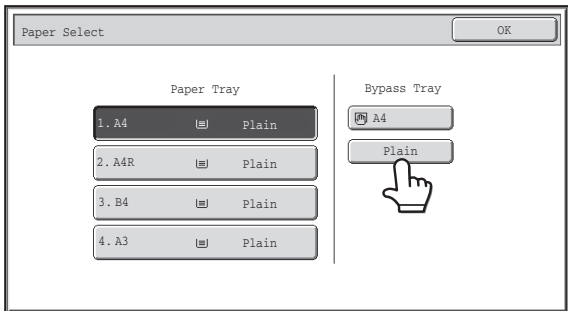 Paper Select
OK
Paper Tray
1. A4 Plain
2. A4R Plain
3. B4 Plain
4. A3 Plain
Bypass Tray
A4
Plain